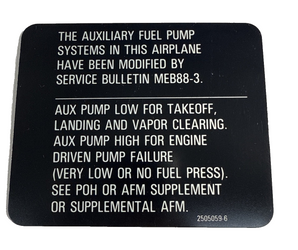 THE AUXILIARY FUEL PUMP
SYSTEMS IN THIS AIRPLANE
HAVE BEEN MODIFIED BY
SERVICE BULLETIN MEB88-3.
AUX PUMP LOW FOR TAKEOFF,
LANDING AND VAPOR CLEARING.
AUX PUMP HIGH FOR ENGINE
DRIVEN PUMP FAILURE
(VERY LOW OR NO FUEL PRESS).
SEE POH OR AFM SUPPLEMENT
OR SUPPLEMENTAL AFM.
2505059-6